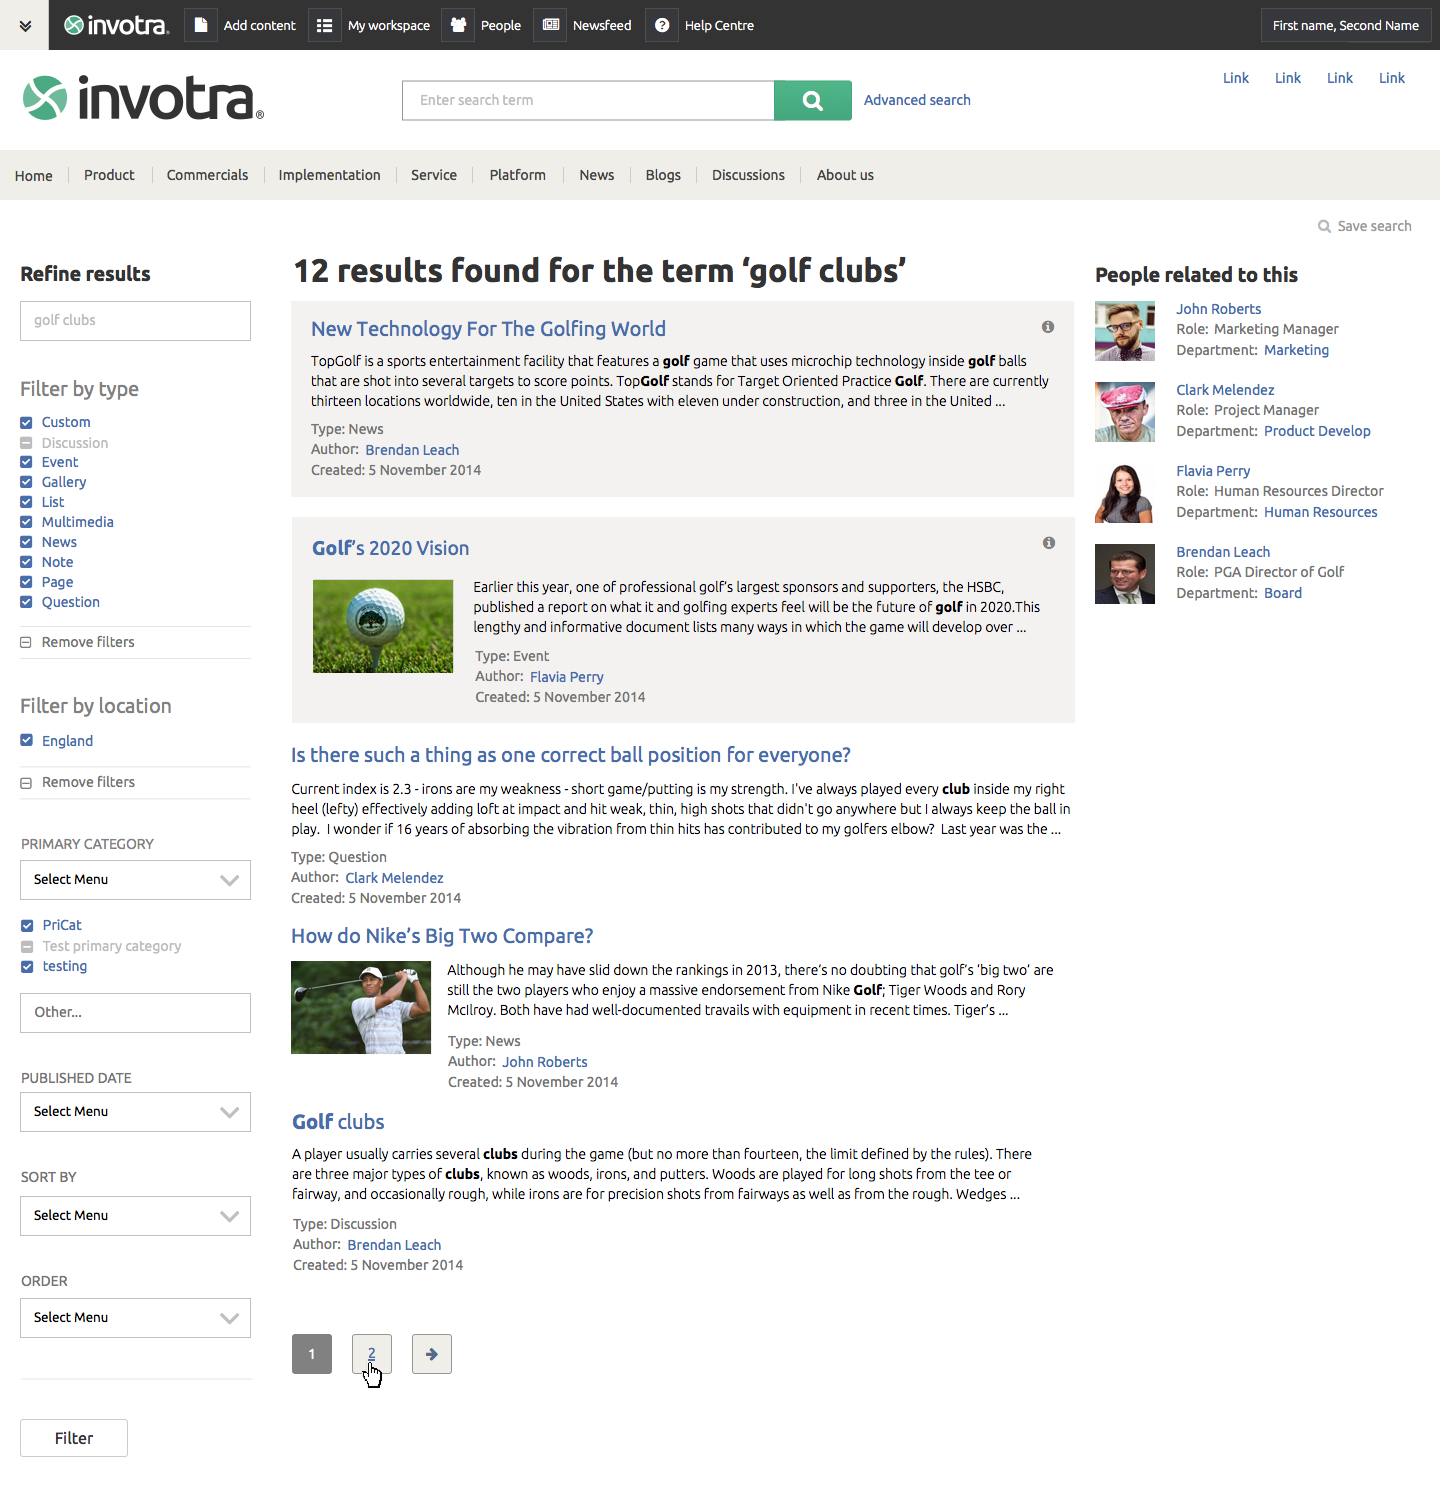 invotra®
Add content
My workspace
People
Newsfeed
Help Centre
First name, Second Name
invotra®
Enter search term
Advanced search
Link
Link
Link
Link
Home
Product
Commercials
Implementation
Service
Platform
News
Blogs
Discussions
About us
Save search
Refine results
golf clubs
Filter by type
Custom
Discussion
Event
Gallery
List
Multimedia
News
Note
Page
Question
Remove filters
Filter by location
England
Remove filters
PRIMARY CATEGORY
Select Menu
PriCat
Test primary category
testing
Other...
PUBLISHED DATE
Select Menu
SORT BY
Select Menu
ORDER
Select Menu
Filter
12 results found for the term ‘golf clubs’
New Technology For The Golfing World
TopGolf is a sports entertainment facility that features a golf game that uses microchip technology inside golf balls
that are shot into several targets to score points. TopGolf stands for Target Oriented Practice Golf. There are currently
thirteen locations worldwide, ten in the United States with eleven under construction, and three in the United ...
Type: News
Author: Brendan Leach
Created: 5 November 2014
Golf’s 2020 Vision
Earlier this year, one of professional golf’s largest sponsors and supporters, the HSBC,
published a report on what it and golfing experts feel will be the future of golf in 2020.This
lengthy and informative document lists many ways in which the game will develop over ...
Type: Event
Author: Flavia Perry
Created: 5 November 2014
Is there such a thing as one correct ball position for everyone?
Current index is 2.3 - irons are my weakness - short game/putting is my strength. I've always played every club inside my right
heel (lefty) effectively adding loft at impact and hit weak, thin, high shots that didn't go anywhere but I always keep the ball in
play. I wonder if 16 years of absorbing the vibration from thin hits has contributed to my golfers elbow? Last year was the ...
Type: Question
Author: Clark Melendez
Created: 5 November 2014
How do Nike’s Big Two Compare?
Although he may have slid down the rankings in 2013, there’s no doubting that golf’s ‘big two’ are
still the two players who enjoy a massive endorsement from Nike Golf; Tiger Woods and Rory
McIlroy. Both have had well-documented travails with equipment in recent times. Tiger’s ...
Type: News
Author: John Roberts
Created: 5 November 2014
Golf clubs
A player usually carries several clubs during the game (but no more than fourteen, the limit defined by the rules). There
are three major types of clubs, known as woods, irons, and putters. Woods are played for long shots from the tee or
fairway, and occasionally rough, while irons are for precision shots from fairways as well as from the rough. Wedges ...
Type: Discussion
Author: Brendan Leach
Created: 5 November 2014
1
2
People related to this
John Roberts
Role: Marketing Manager
Department: Marketing
Clark Melendez
Role: Project Manager
Department: Product Develop
Flavia Perry
Role: Human Resources Director
Department: Human Resources
Brendan Leach
Role: PGA Director of Golf
Department: Board